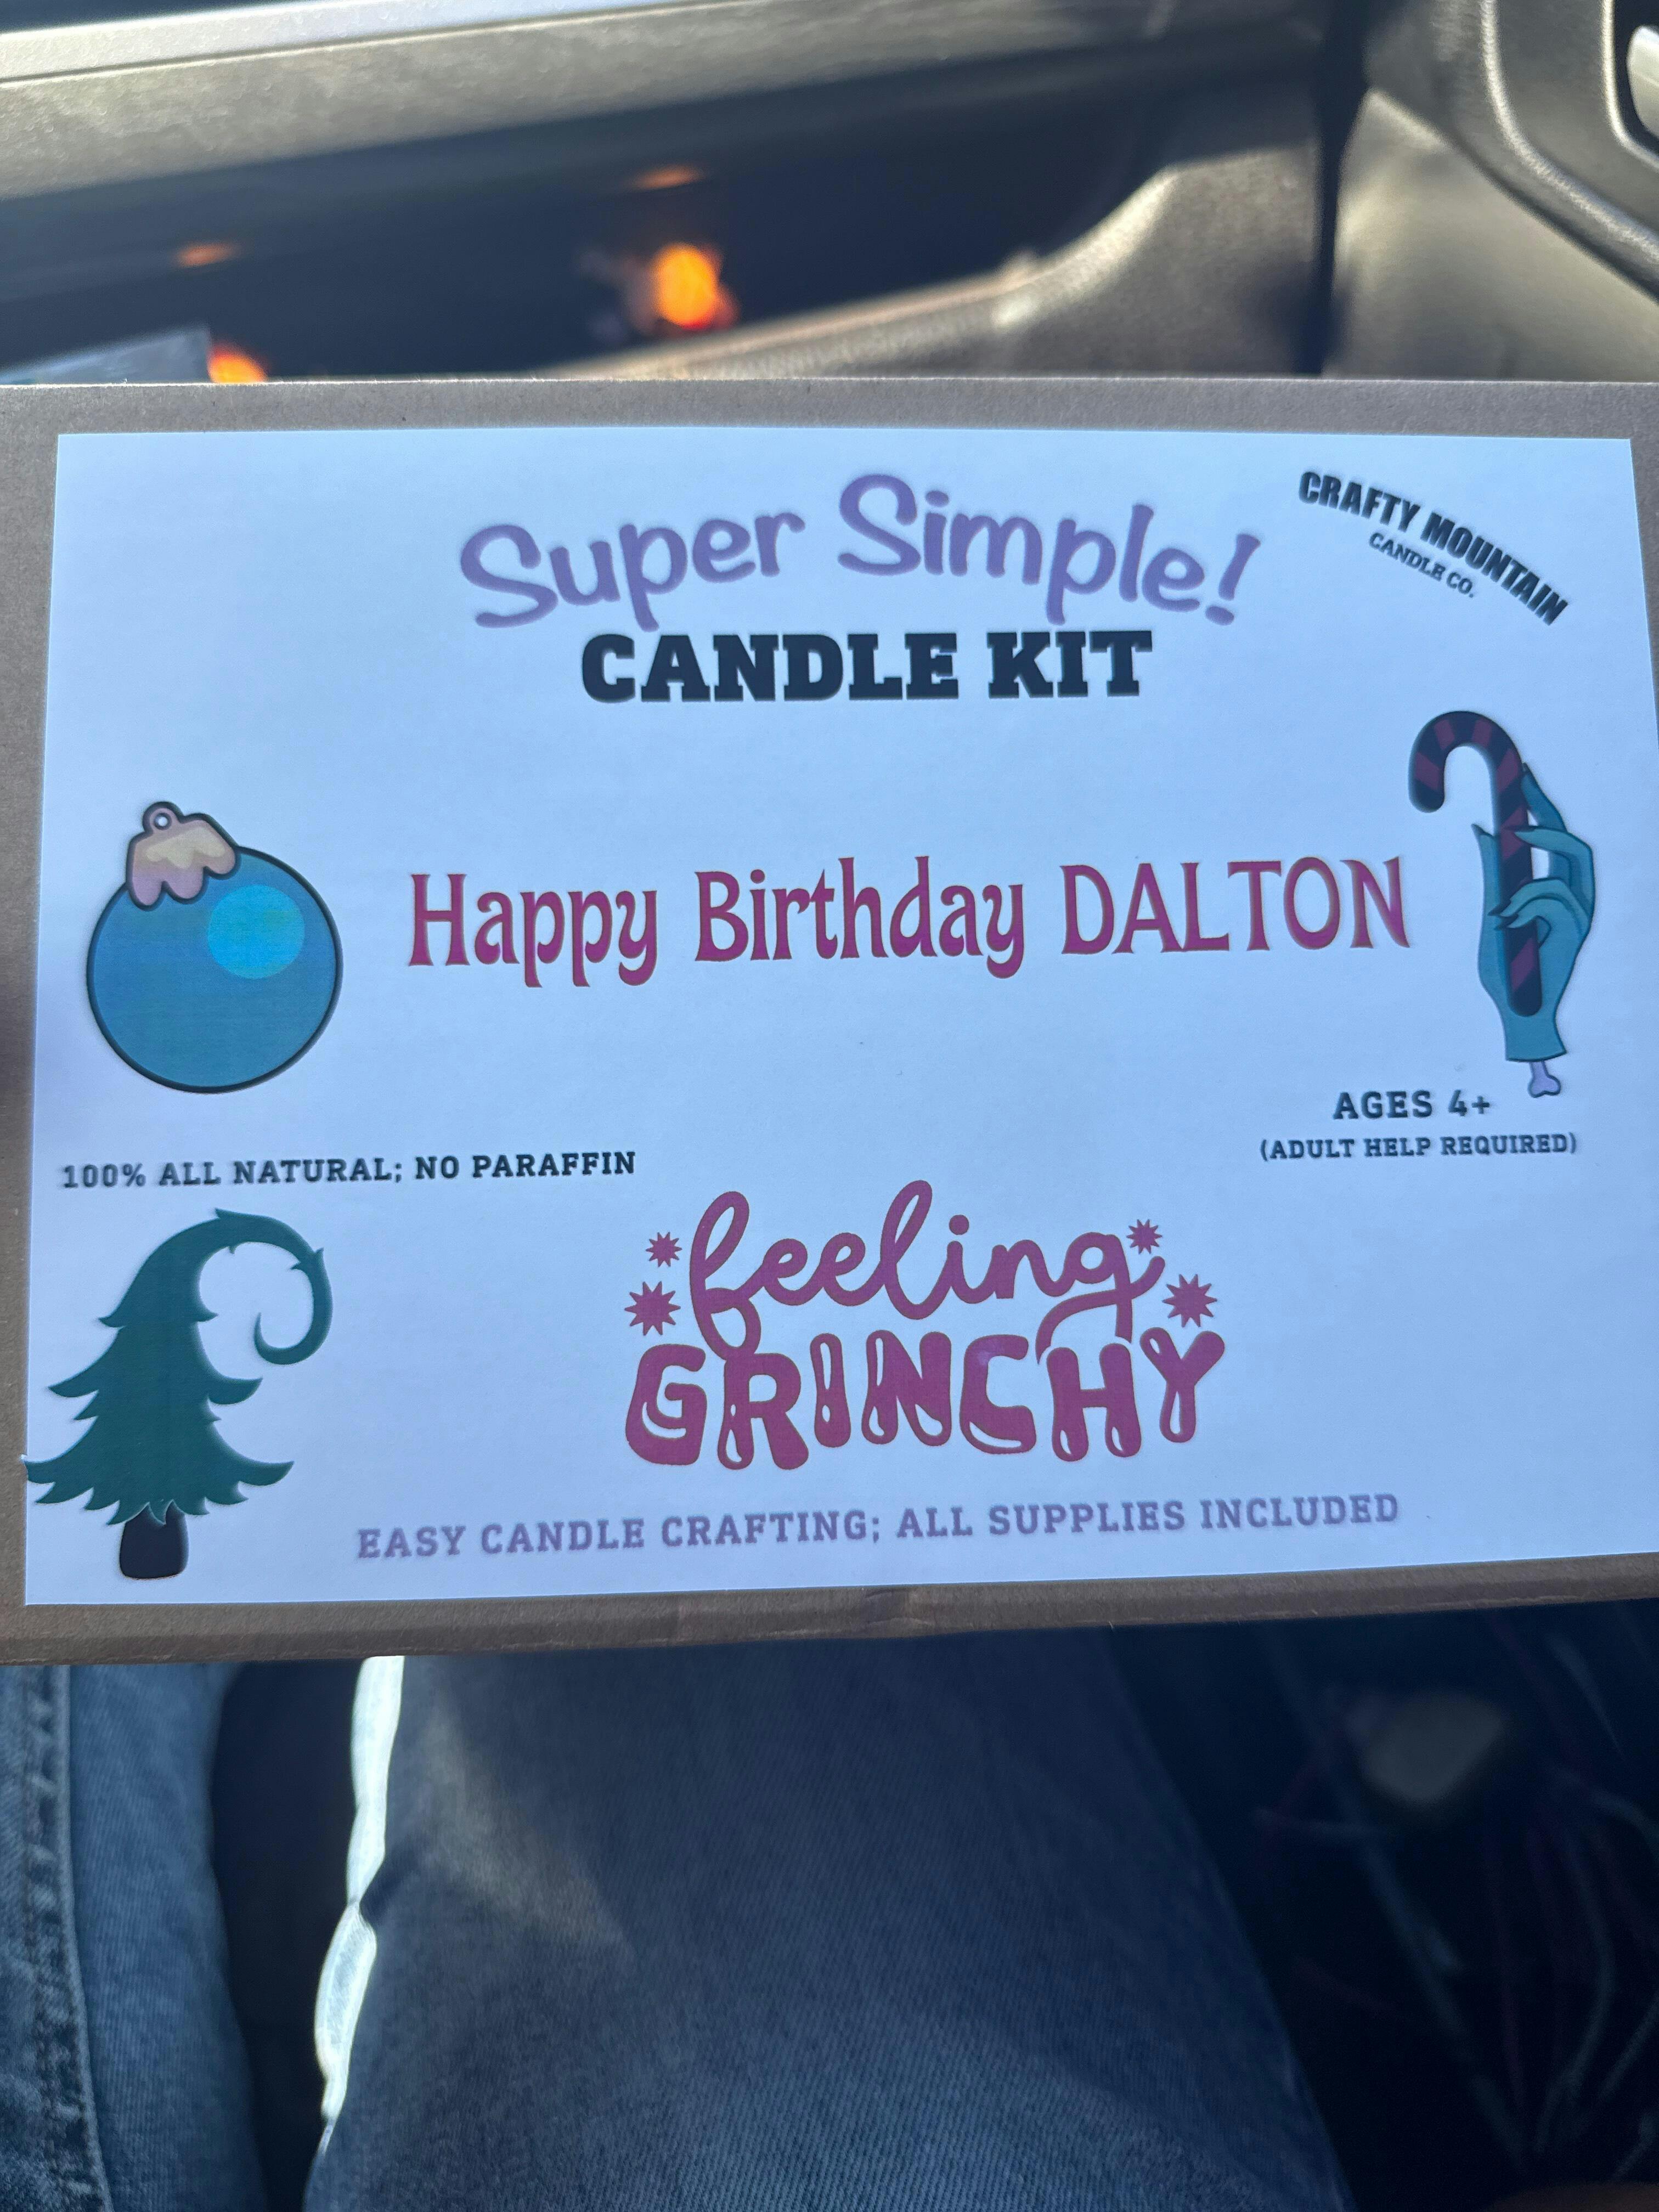 Super Simple!
CANDLE KIT
CRAFTY MOUNTAIN
CANDLE CO.
Happy Birthday DALTON
AGES 4+
(ADULT HELP REQUIRED)
100% ALL NATURAL; NO PARAFFIN
feeling
GRINCHY
EASY CANDLE CRAFTING; ALL SUPPLIES INCLUDED